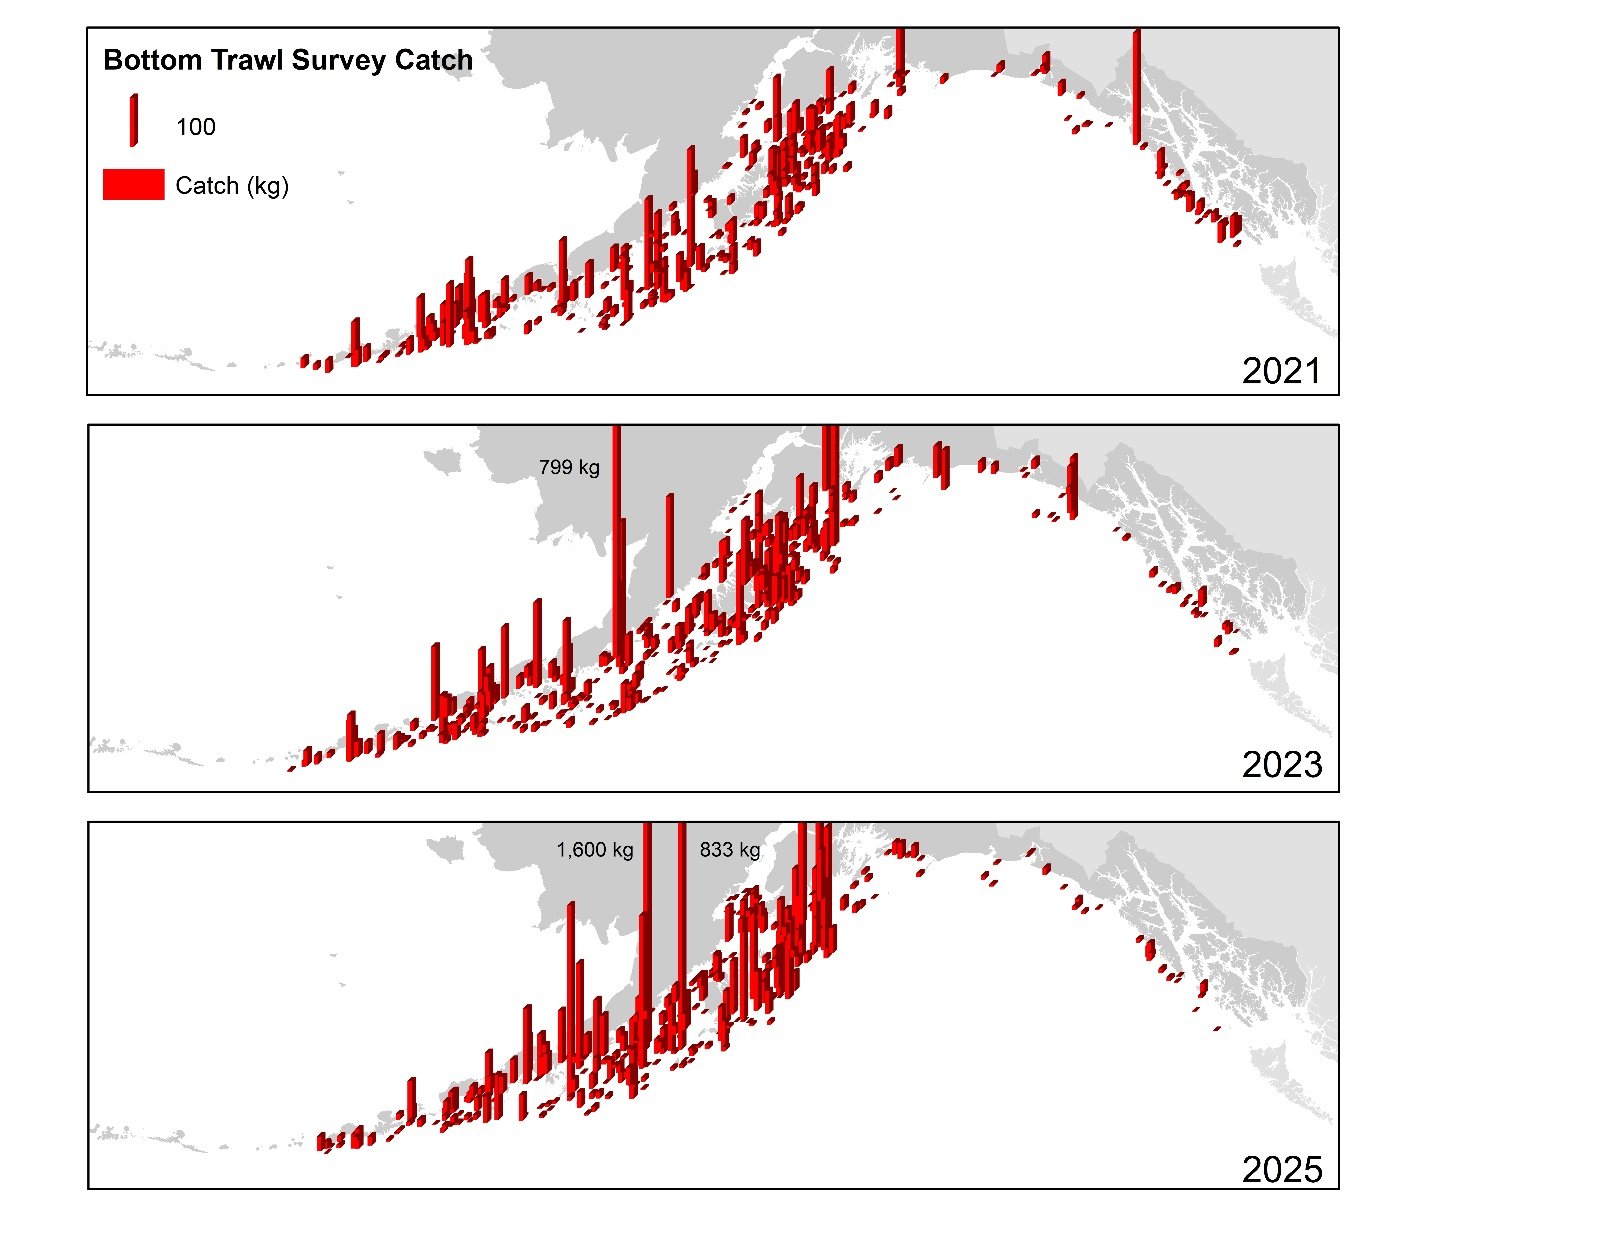 Bottom Trawl Survey Catch
100
Catch (kg)
2021
799 kg
2023
1,600 kg
833 kg
2025